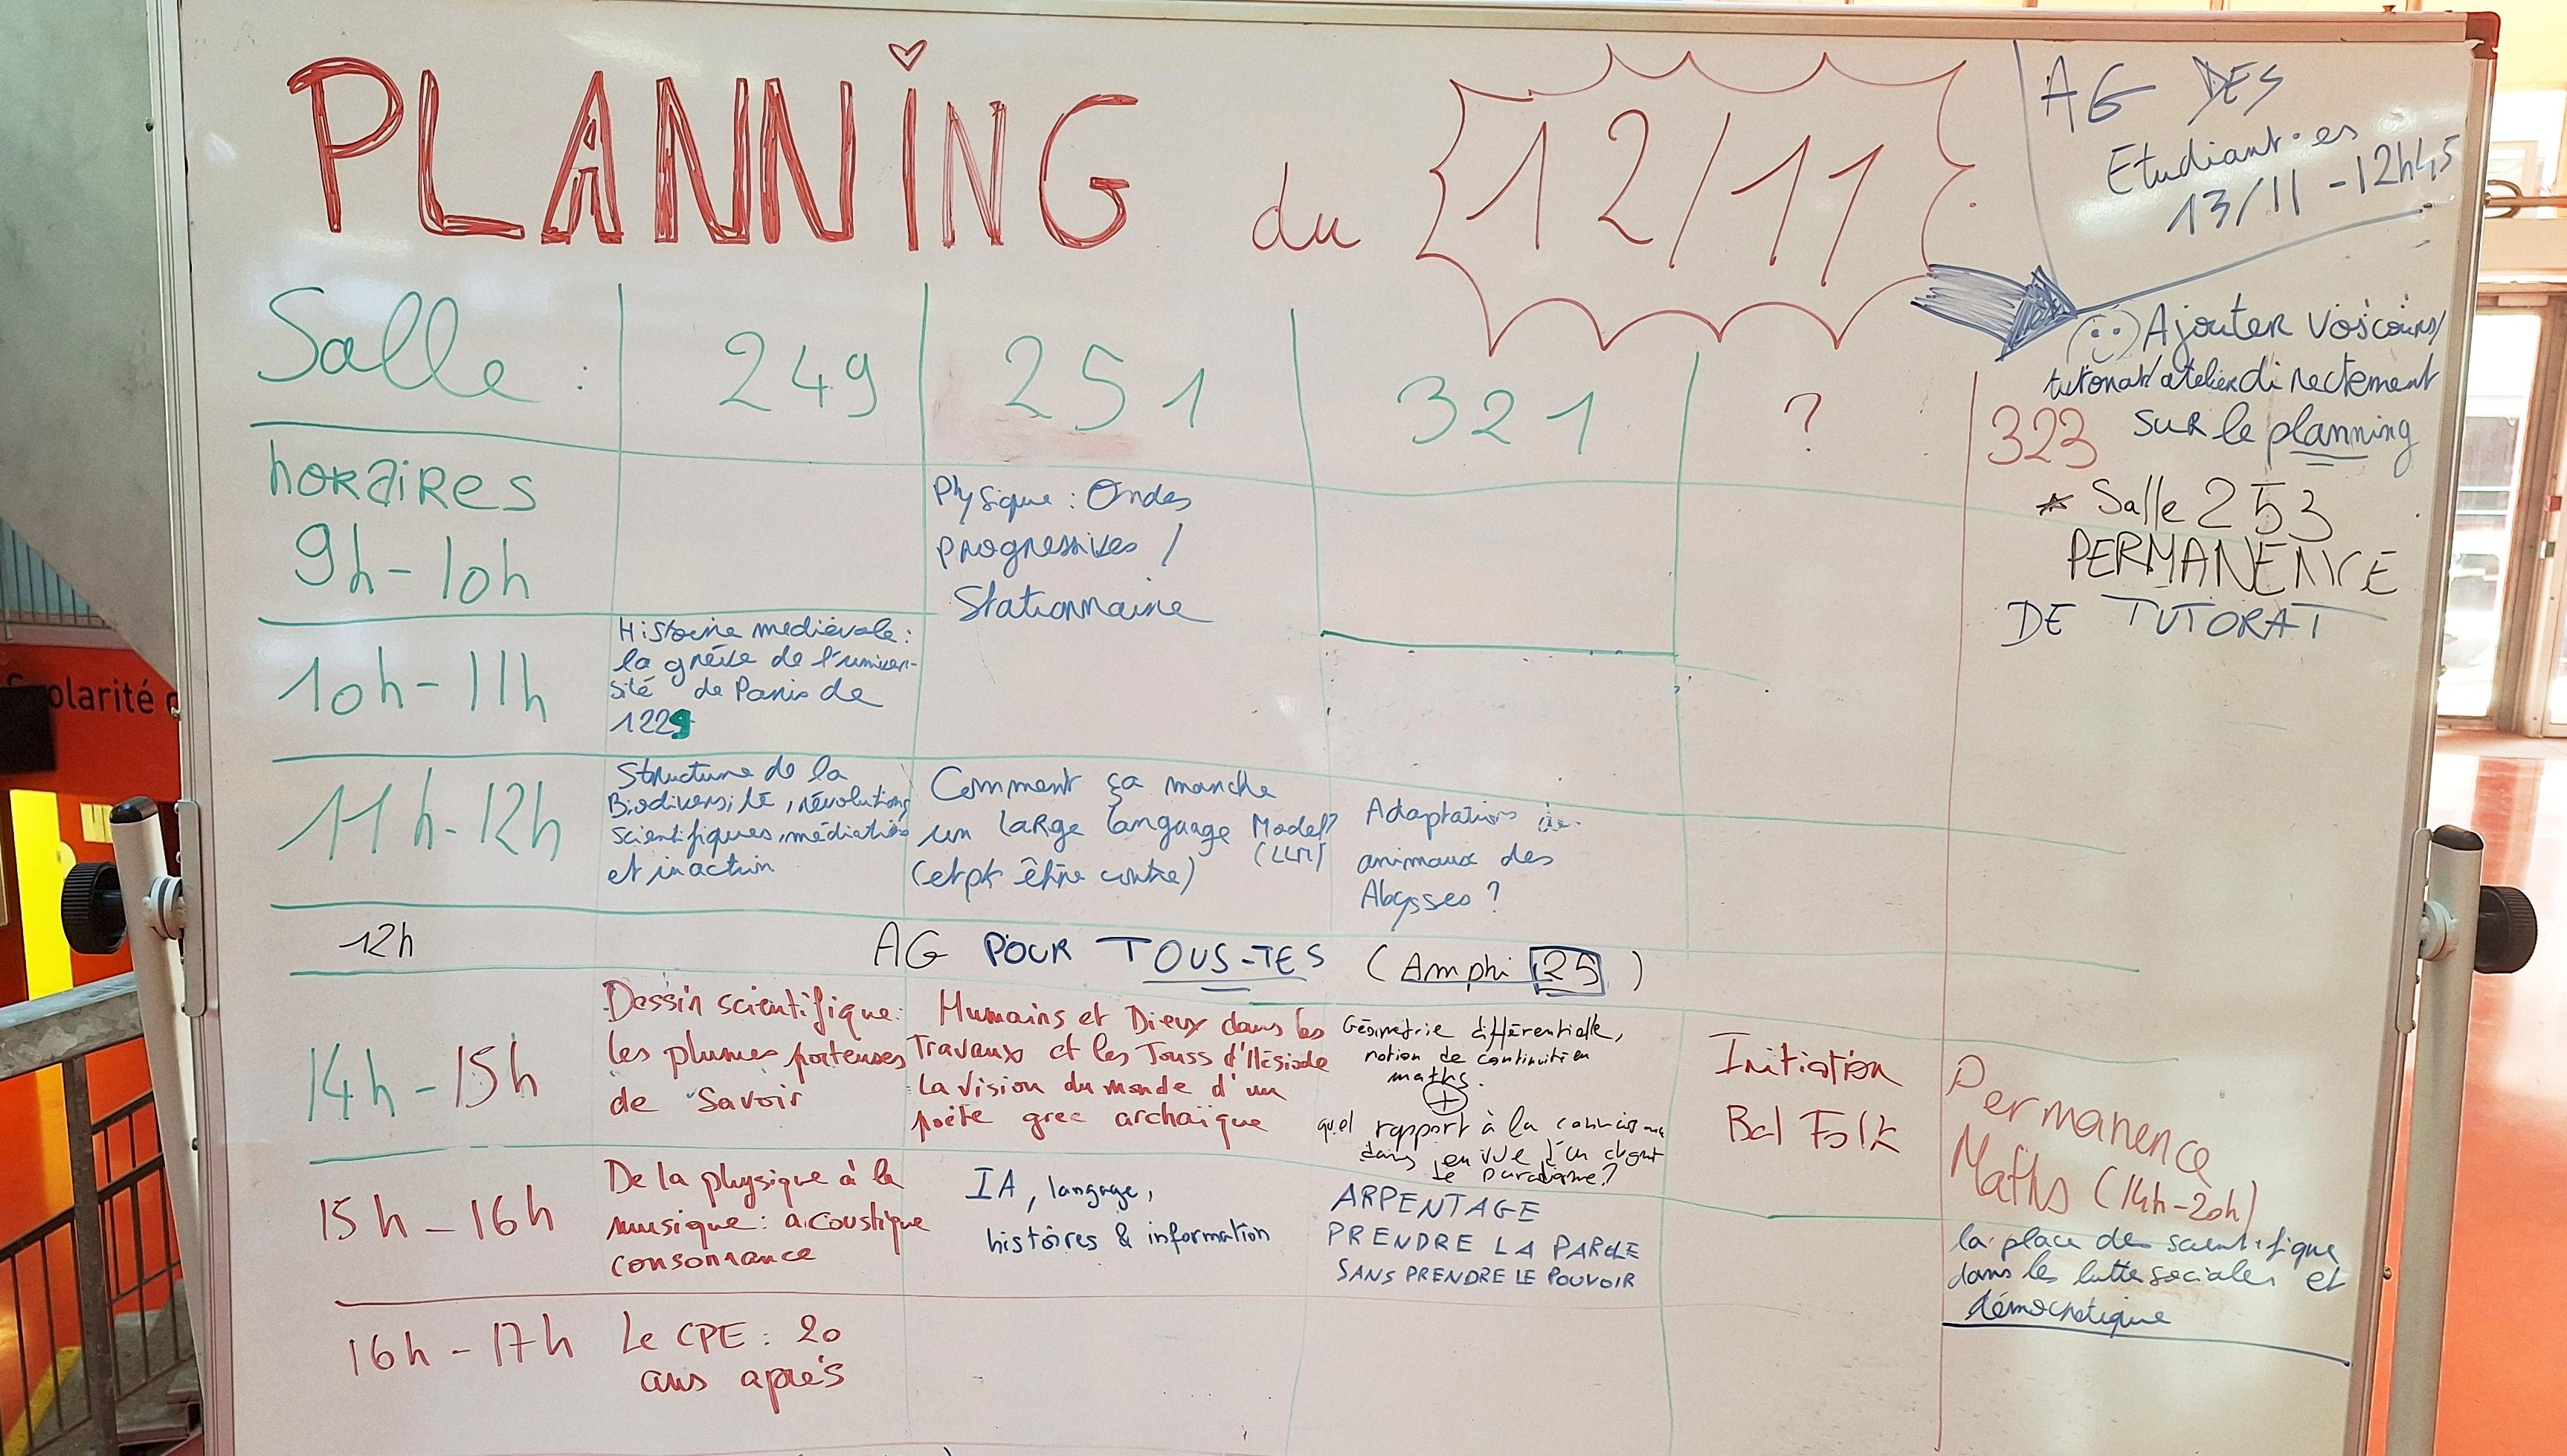 PLANNiNG du 12/11
AG DES
Etudiant·es
13/11 - 12h45
Ajouter vos cours/
tutorat/atelier directement
sur le planning
* Salle 253
PERMANENCE
DE TUTORAT
Salle : 249 251 321 ? 323
horaires
9h-10h
Physique : Ondes
progressives /
Stationnaire
10h-11h
Histoire medievale :
la grève de l'univer-
sité de Paris de
1229
11h-12h
Structure de la
Biodiversité, révolutions
scientifiques, médiation
et inaction
Comment ça marche
un large language Model?
(LLM)
(et pk être contre)
Adaptations
animaux des
Abysses ?
12h
AG POUR TOUS-TES (Amphi 25)
14h-15h
Dessin scientifique :
les plumes porteuses
de savoir
Humains et Dieux dans les
Travaux et les Jours d'Hésiode
La vision du monde d'un
poète grec archaïque
Géométrie différentielle,
notion de continuité en
maths.
+
quel rapport à la
en vue d'un
de paradigme?
Initiation
Bal Folk
Permanence
Maths (14h-20h)
15h-16h
De la physique à la
musique : acoustique
consonnance
IA, langage,
histoires & information
ARPENTAGE
PRENDRE LA PAROLE
SANS PRENDRE LE POUVOIR
la place des scientifique
dans les lutte sociales et
démocratique
16h-17h
Le CPE : 20
ans après